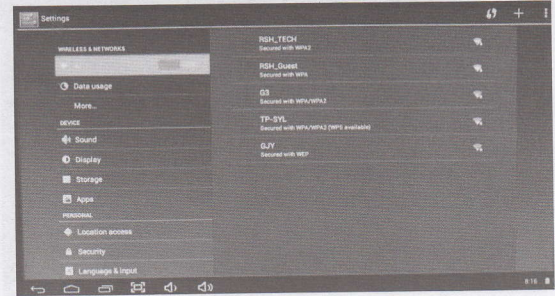 Settings
WIRELESS & NETWORKS
Data usage
More...
DEVICE
Sound
Display
Storage
Apps
PERSONAL
Location access
Security
Language & input
RSH_TECH
Secured with WPA2
RSH_Guest
Secured with WPA
G3
Secured with WPA/WPA2
TP-SYL
Secured with WPA/WPA2 (WPS available)
GJY
Secured with WEP
8:16